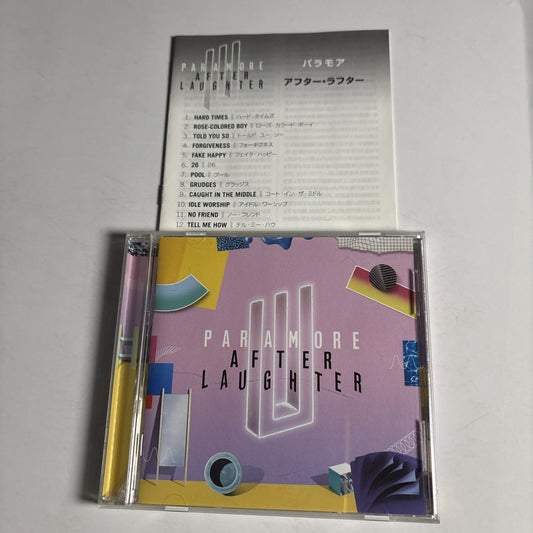 PARAMORE
AFTER
LAUGHTER
パラモア
アフター・ラフター
1. HARD TIMES | ハード・タイムズ
2. ROSE-COLORED BOY | ローズ・カラード・ボーイ
3. TOLD YOU SO | トールド・ユー・ソー
4. FORGIVENESS | フォーギヴネス
5. FAKE HAPPY | フェイク・ハッピー
6. 26 | 26
7. POOL | プール
8. GRUDGES | グラッジズ
9. CAUGHT IN THE MIDDLE | コート・イン・ザ・ミドル
10. IDLE WORSHIP | アイドル・ワーシップ
11. NO FRIEND | ノー・フレンド
12. TELL ME HOW | テル・ミー・ハウ
PARAMORE
AFTER
LAUGHTER